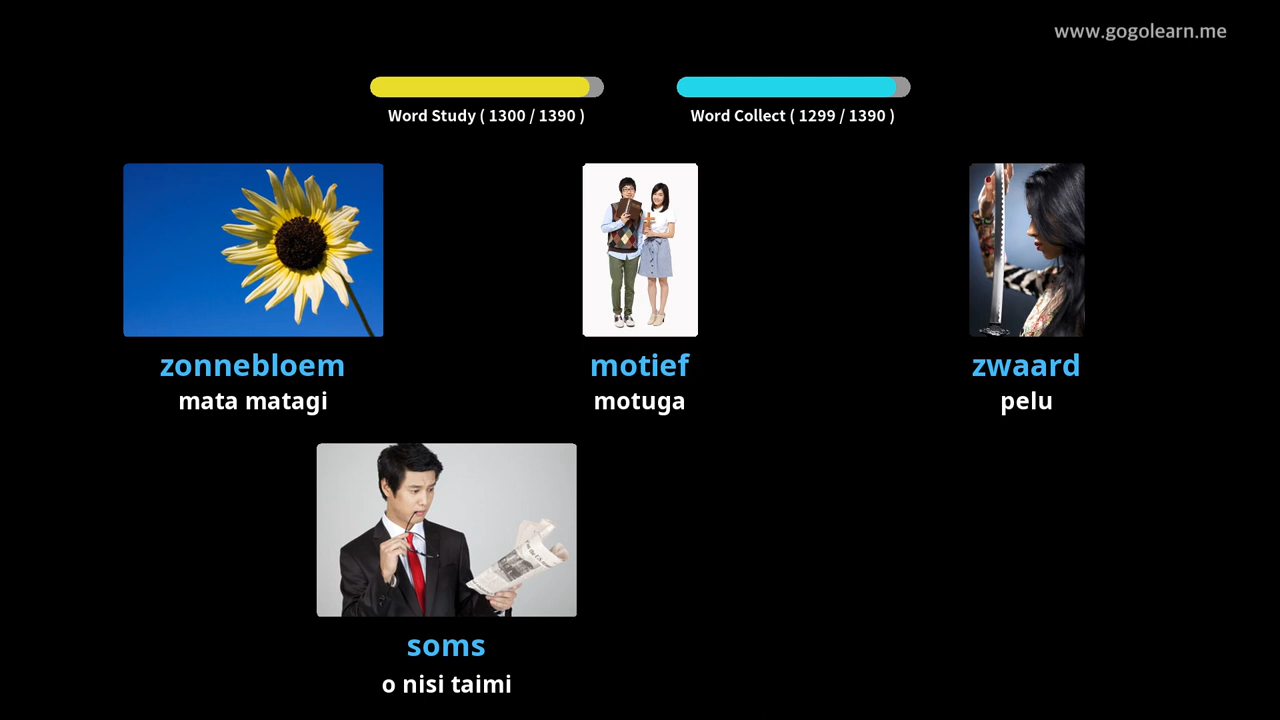 www.gogolearn.me
Word Study ( 1300 / 1390 )
Word Collect ( 1299 / 1390 )
zonnebloem
mata matagi
motief
motuga
zwaard
pelu
soms
o nisi taimi